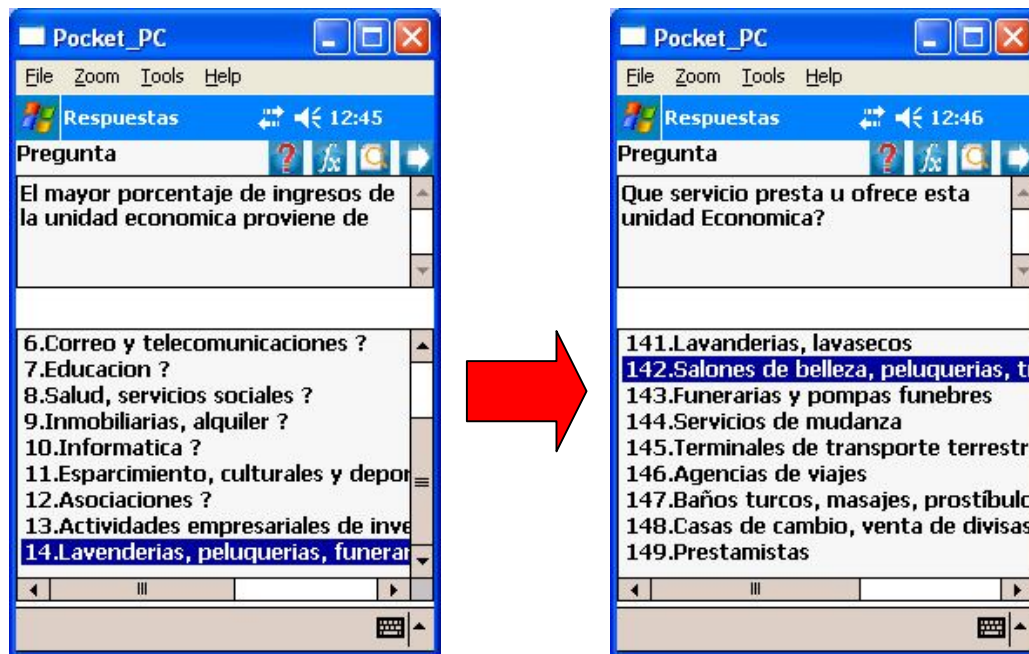 Pocket_PC
File Zoom Tools Help
Respuestas 12:45
Pregunta
El mayor porcentaje de ingresos de
la unidad economica proviene de
6.Correo y telecomunicaciones ?
7.Educacion ?
8.Salud, servicios sociales ?
9.Inmobiliarias, alquiler ?
10.Informatica ?
11.Esparcimiento, culturales y depor
12.Asociaciones ?
13.Actividades empresariales de inve
14.Lavenderias, peluquerias, funerar
Pocket_PC
File Zoom Tools Help
Respuestas 12:46
Pregunta
Que servicio presta u ofrece esta
unidad Economica?
141.Lavanderias, lavasecos
142.Salones de belleza, peluquerias, tr
143.Funerarias y pompas funebres
144.Servicios de mudanza
145.Terminales de transporte terrestr
146.Agencias de viajes
147.Baños turcos, masajes, prostíbulo
148.Casas de cambio, venta de divisas
149.Prestamistas